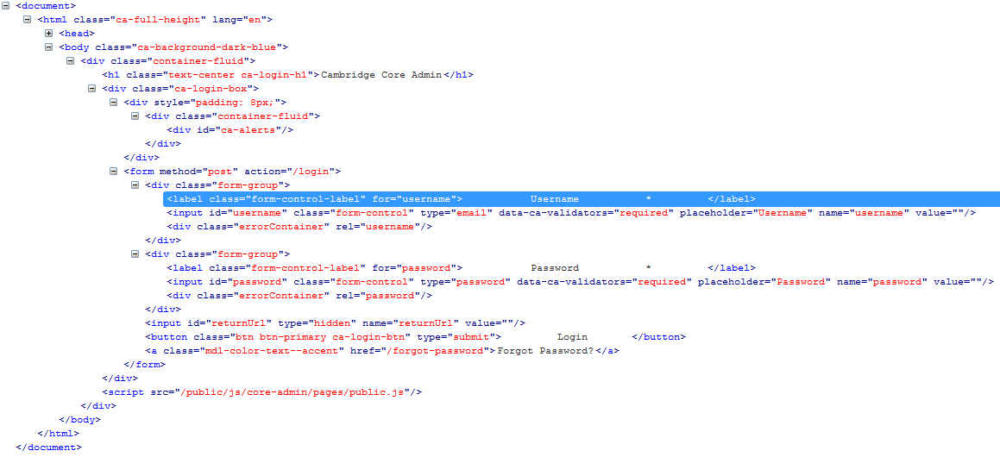 <document>
<html class="ca-full-height" lang="en">
<head>
<body class="ca-background-dark-blue">
<div class="container-fluid">
<h1 class="text-center ca-login-h1">Cambridge Core Admin</h1>
<div class="ca-login-box">
<div style="padding: 8px;">
<div class="container-fluid">
<div id="ca-alerts"/>
</div>
</div>
<form method="post" action="/login">
<div class="form-group">
<label class="form-control-label" for="username"> Username * </label>
<input id="username" class="form-control" type="email" data-ca-validators="required" placeholder="Username" name="username" value=""/>
<div class="errorContainer" rel="username"/>
</div>
<div class="form-group">
<label class="form-control-label" for="password"> Password * </label>
<input id="password" class="form-control" type="password" data-ca-validators="required" placeholder="Password" name="password" value=""/>
<div class="errorContainer" rel="password"/>
</div>
<input id="returnUrl" type="hidden" name="returnUrl" value=""/>
<button class="btn btn-primary ca-login-btn" type="submit"> Login </button>
<a class="mdl-color-text--accent" href="/forgot-password">Forgot Password?</a>
</form>
</div>
<script src="/public/js/core-admin/pages/public.js"/>
</div>
</body>
</html>
</document>